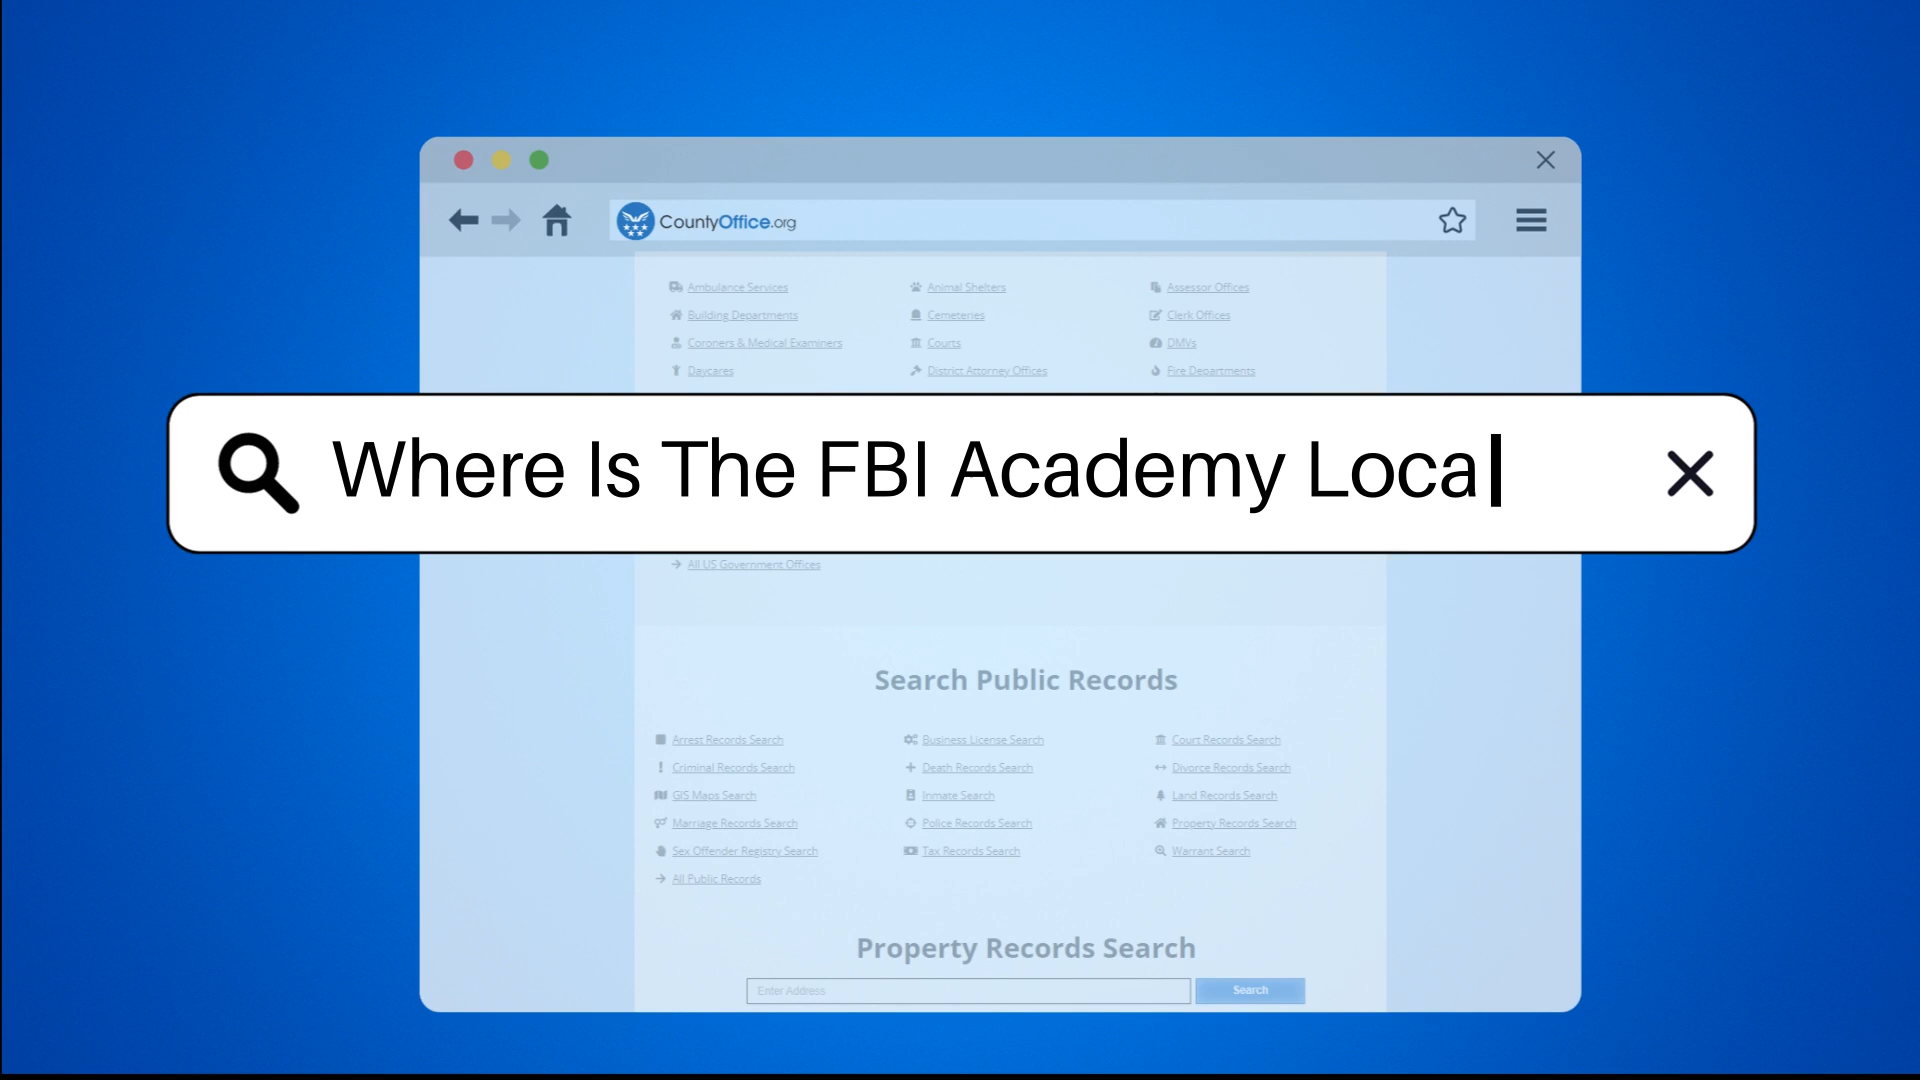 CountyOffice.org
Ambulance Services Animal Shelters Assessor Offices
Building Departments Cemeteries Clerk Offices
Coroners & Medical Examiners Courts DMVs
Daycares District Attorney Offices Fire Departments
Where Is The FBI Academy Loca
All US Government Offices
Search Public Records
Arrest Records Search Business License Search Court Records Search
Criminal Records Search Death Records Search Divorce Records Search
GIS Maps Search Inmate Search Land Records Search
Marriage Records Search Police Records Search Property Records Search
Sex Offender Registry Search Tax Records Search Warrant Search
All Public Records
Property Records Search
Enter Address Search